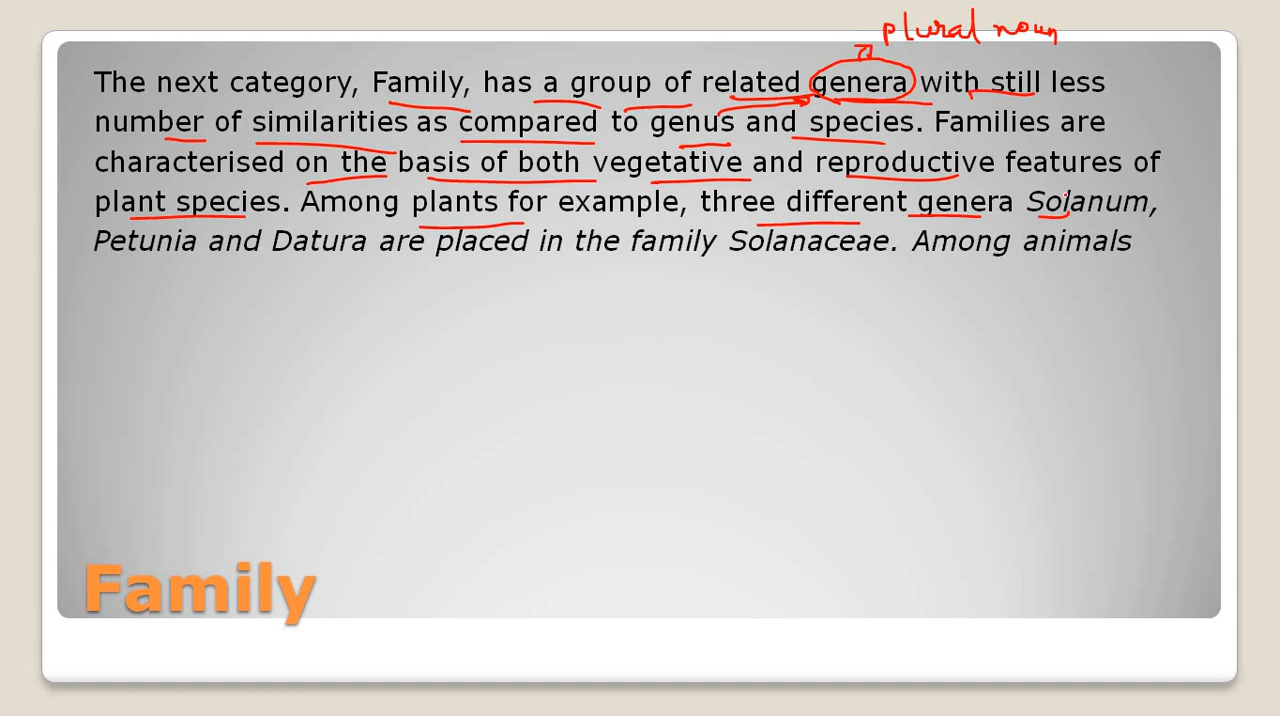 plural noun
The next category, Family, has a group of related genera with still less
number of similarities as compared to genus and species. Families are
characterised on the basis of both vegetative and reproductive features of
plant species. Among plants for example, three different genera Solanum,
Petunia and Datura are placed in the family Solanaceae. Among animals
Family